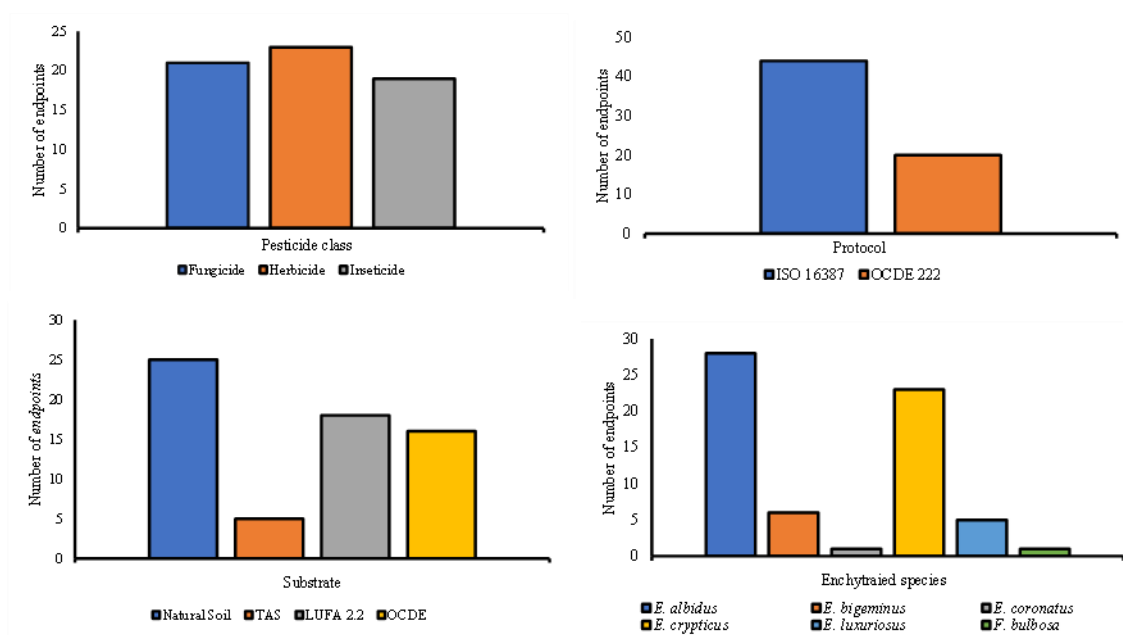 25
20
15
10
5
0
Number of endpoints
Pesticide class
Fungicide Herbicide Inseticide
50
40
30
20
10
0
Number of endpoints
Protocol
ISO 16387 OCDE 222
30
25
20
15
10
5
0
Number of endpoints
Substrate
Natural Soil TAS LUFA 2.2 OCDE
30
25
20
15
10
5
0
Number of endpoints
Enchytraied species
E. albidus E. bigeminus E. coronatus
E. crypticus E. luxuriosus F. bulbosa